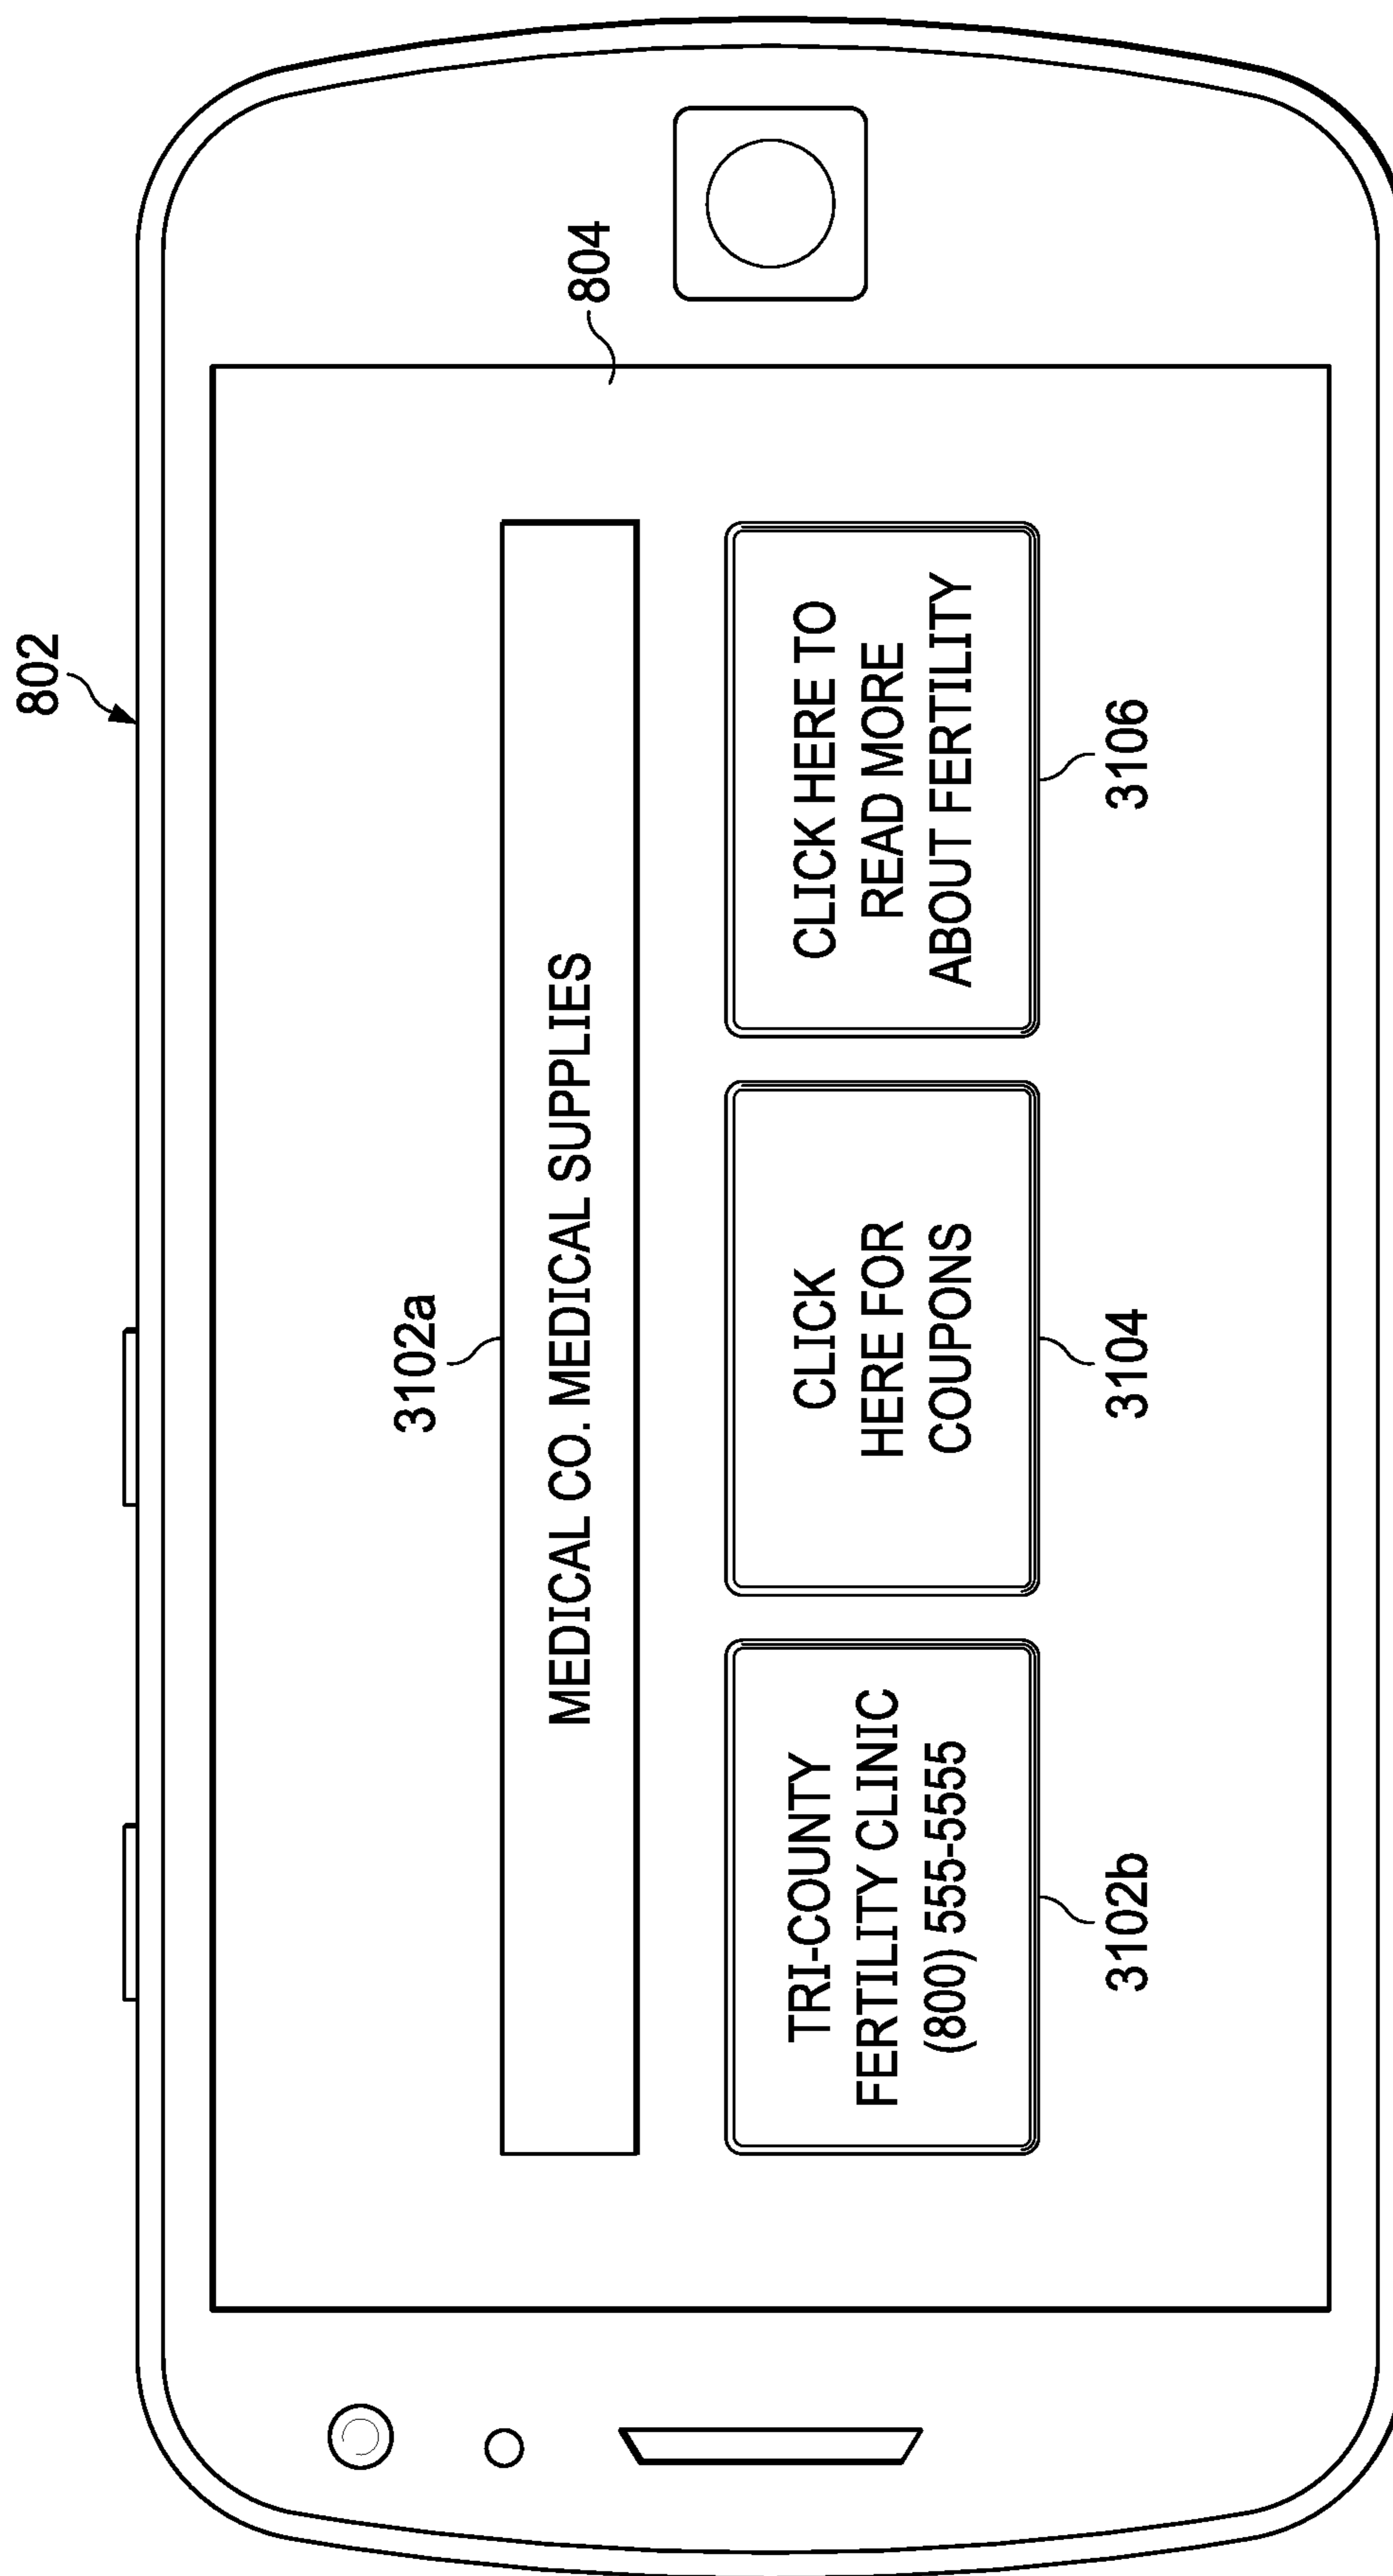 802
804
3102a
MEDICAL CO. MEDICAL SUPPLIES
TRI-COUNTY
FERTILITY CLINIC
(800) 555-5555
3102b
CLICK
HERE FOR
COUPONS
3104
CLICK HERE TO
READ MORE
ABOUT FERTILITY
3106